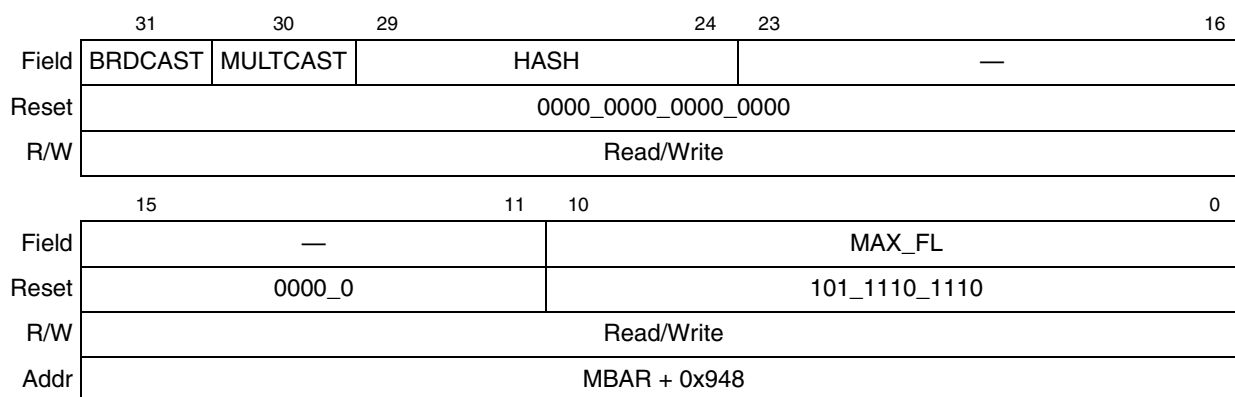 31 30 29 24 23 16
Field BRDCAST MULTCAST HASH —
Reset 0000_0000_0000_0000
R/W Read/Write
15 11 10 0
Field — MAX_FL
Reset 0000_0 101_1110_1110
R/W Read/Write
Addr MBAR + 0x948